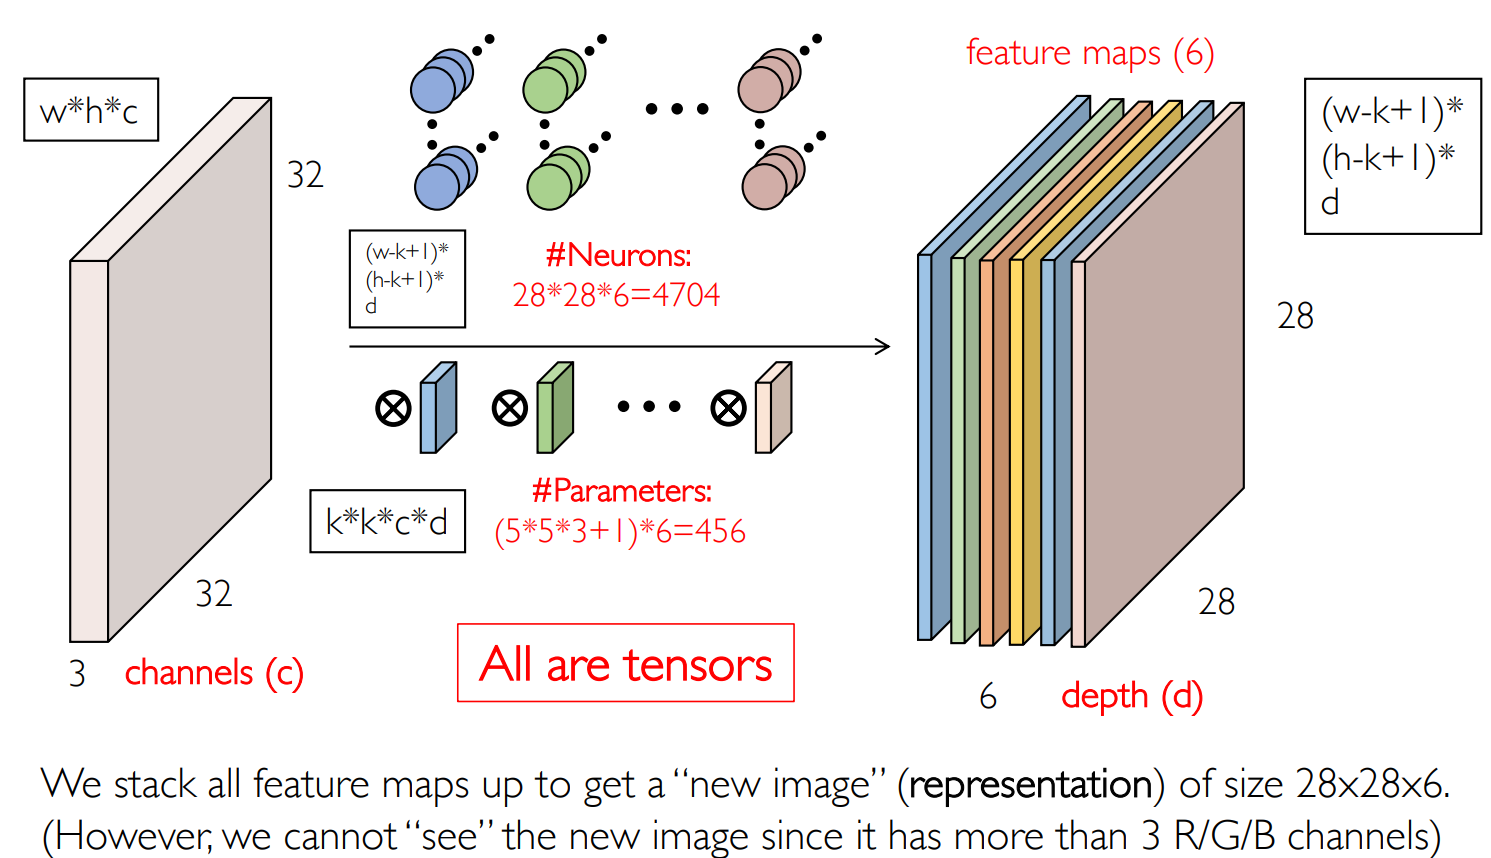 w*h*c
32
32
3
channels (c)
(w-k+1)*
(h-k+1)*
d
#Neurons:
28*28*6=4704
k*k*c*d
#Parameters:
(5*5*3+1)*6=456
All are tensors
feature maps (6)
(w-k+1)*
(h-k+1)*
d
28
28
6
depth (d)
We stack all feature maps up to get a “new image” (representation) of size 28x28x6.
(However, we cannot “see” the new image since it has more than 3 R/G/B channels)